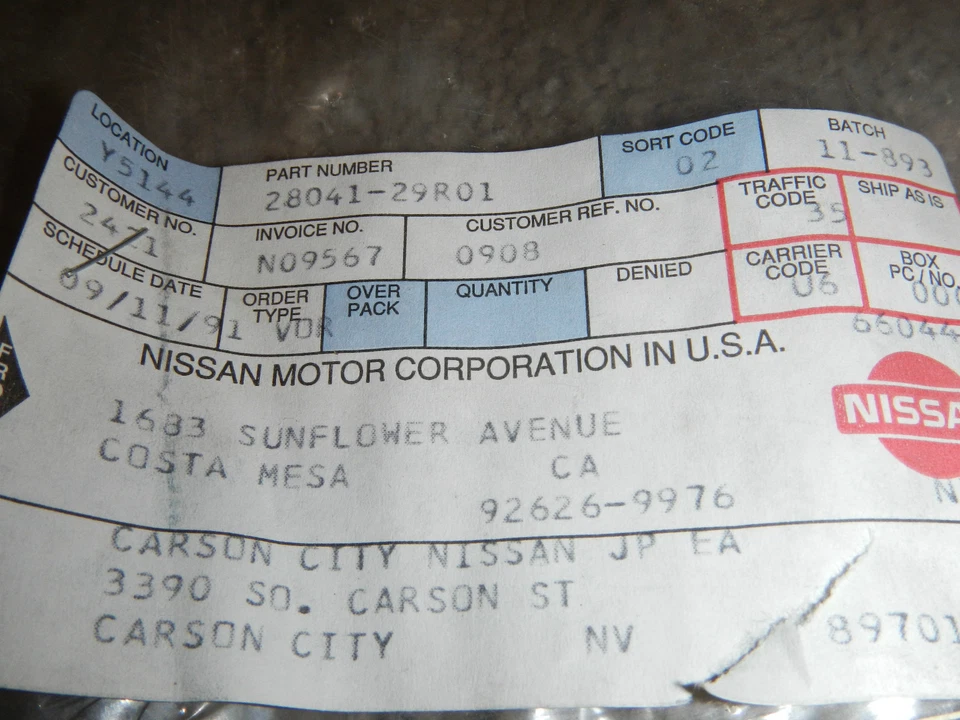 LOCATION
Y5144
PART NUMBER
28041-29R01
SORT CODE
02
BATCH
11-893
CUSTOMER NO.
INVOICE NO.
N09567
CUSTOMER REF. NO.
0908
TRAFFIC
CODE 35
SHIP AS IS
SCHEDULE DATE
09/11/91
ORDER
TYPE VOR
OVER
PACK
QUANTITY
DENIED
CARRIER
CODE
06
BOX
PC/NO.
000
66044
NISSAN MOTOR CORPORATION IN U.S.A.
1683 SUNFLOWER AVENUE
COSTA MESA CA
92626-9976
NISSA
N
CARSON CITY NISSAN JP EA
3390 SO. CARSON ST
CARSON CITY NV 89701